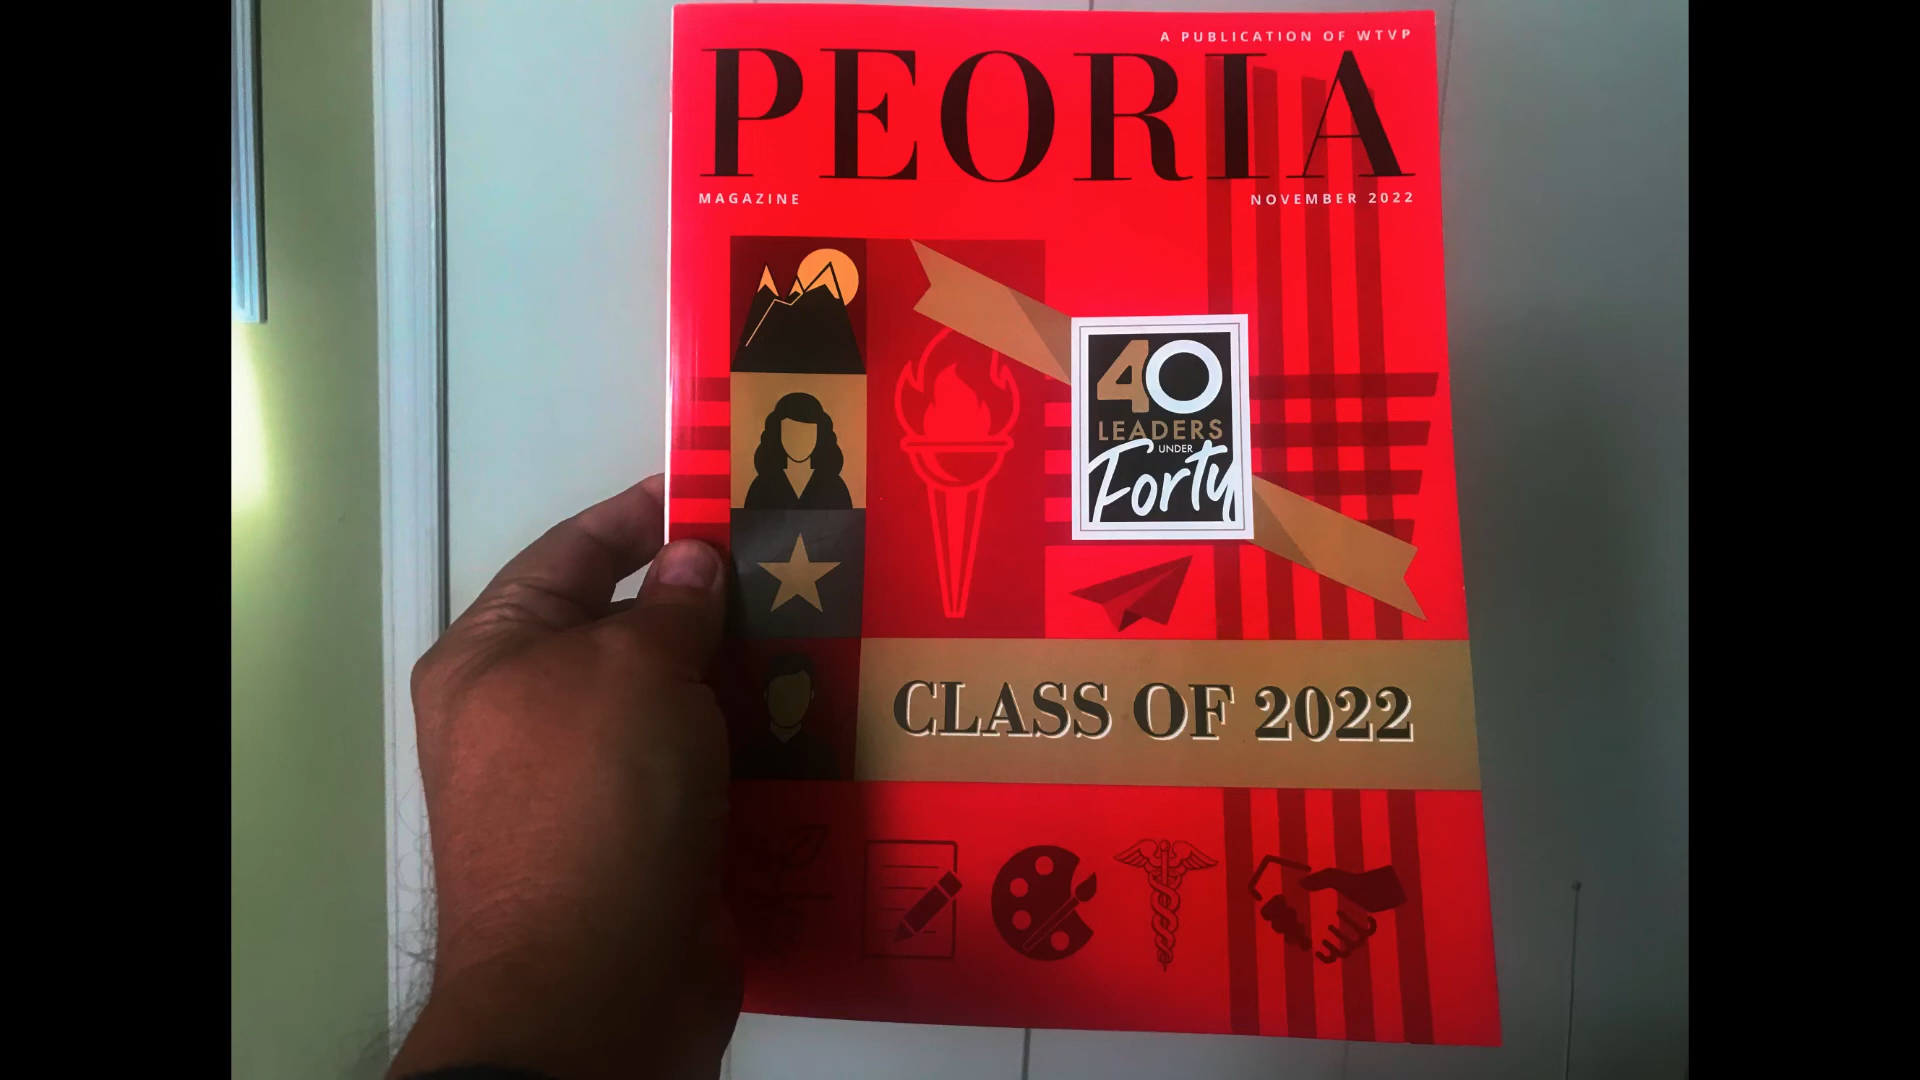 A PUBLICATION OF WTVP
PEORIA
MAGAZINE
NOVEMBER 2022
40
LEADERS
UNDER
Forty
CLASS OF 2022